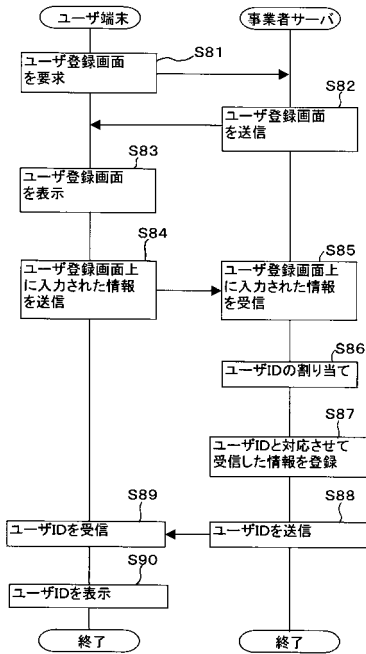 ユーザ端末
事業者サーバ
S81
ユーザ登録画面
を要求
S82
ユーザ登録画面
を送信
S83
ユーザ登録画面
を表示
S84
ユーザ登録画面上
に入力された情報
を送信
S85
ユーザ登録画面上
に入力された情報
を受信
S86
ユーザIDの割り当て
S87
ユーザIDと対応させて
受信した情報を登録
S88
ユーザIDを送信
S89
ユーザIDを受信
S90
ユーザIDを表示
終了
終了